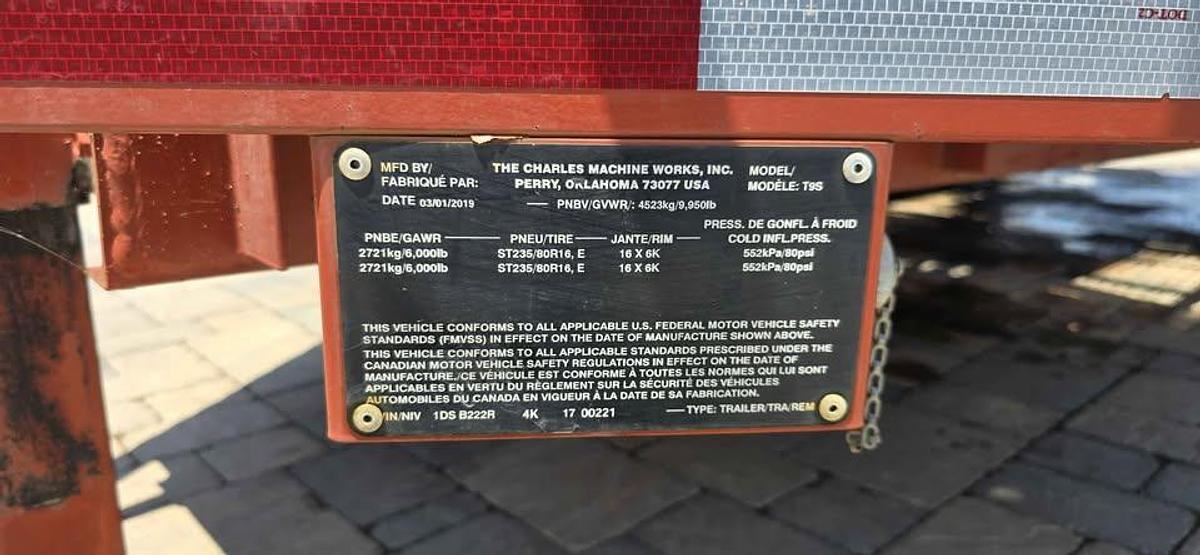 DOT-C2
MFD BY/ THE CHARLES MACHINE WORKS, INC. MODEL/
FABRIQUÉ PAR: PERRY, OKLAHOMA 73077 USA MODÉLE: T9S
DATE 03/01/2019 — PNBV/GVWR/: 4523kg/9,950lb
PRESS. DE GONFL. À FROID
PNBE/GAWR — PNEU/TIRE — JANTE/RIM — COLD INFL.PRESS.
2721kg/6,000lb ST235/80R16, E 16 X 6K 552kPa/80psi
2721kg/6,000lb ST235/80R16, E 16 X 6K 552kPa/80psi
THIS VEHICLE CONFORMS TO ALL APPLICABLE U.S. FEDERAL MOTOR VEHICLE SAFETY
STANDARDS (FMVSS) IN EFFECT ON THE DATE OF MANUFACTURE SHOWN ABOVE.
THIS VEHICLE CONFORMS TO ALL APPLICABLE STANDARDS PRESCRIBED UNDER THE
CANADIAN MOTOR VEHICLE SAFETY REGULATIONS IN EFFECT ON THE DATE OF
MANUFACTURE./CE VÉHICULE EST CONFORME À TOUTES LES NORMES QUI LUI SONT
APPLICABLES EN VERTU DU RÈGLEMENT SUR LA SÉCURITÉ DES VÉHICULES
AUTOMOBILES DU CANADA EN VIGUEUR À LA DATE DE SA FABRICATION.
VIN/NIV 1DS B222R 4K 17 00221 — TYPE: TRAILER/TRA/REM